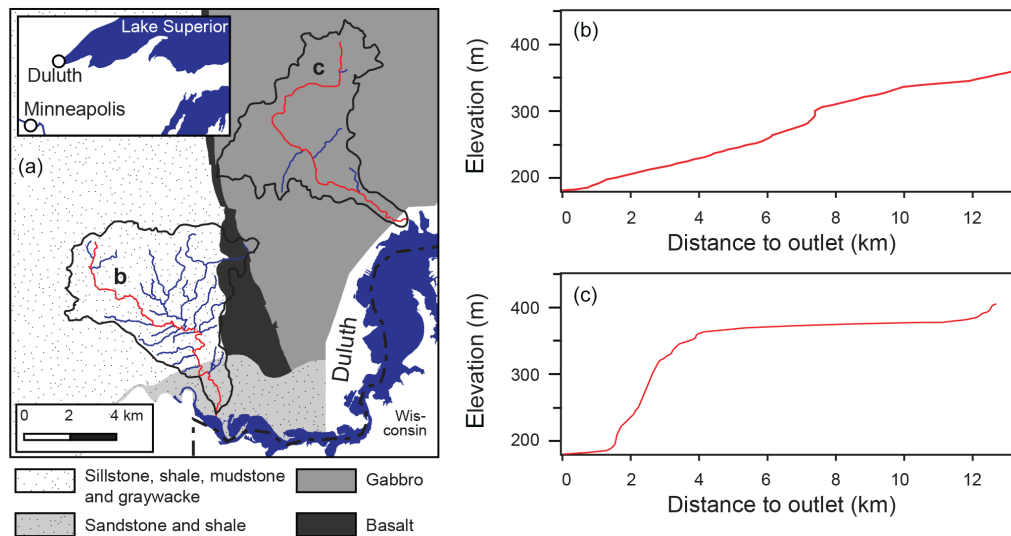 Lake Superior
Duluth
Minneapolis
(a)
c
b
Duluth
Wis-
consin
0 2 4 km
Sillstone, shale, mudstone
and graywacke
Gabbro
Sandstone and shale
Basalt
(b)
Elevation (m)
400
300
200
0 2 4 6 8 10 12
Distance to outlet (km)
(c)
Elevation (m)
400
300
200
0 2 4 6 8 10 12
Distance to outlet (km)